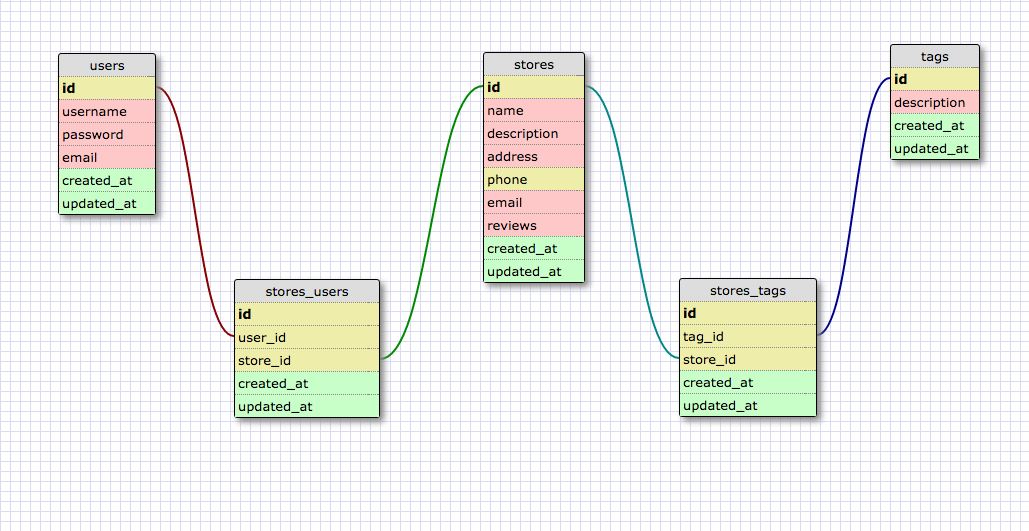 users
id
username
password
email
created_at
updated_at
stores
id
name
description
address
phone
email
reviews
created_at
updated_at
tags
id
description
created_at
updated_at
stores_users
id
user_id
store_id
created_at
updated_at
stores_tags
id
tag_id
store_id
created_at
updated_at